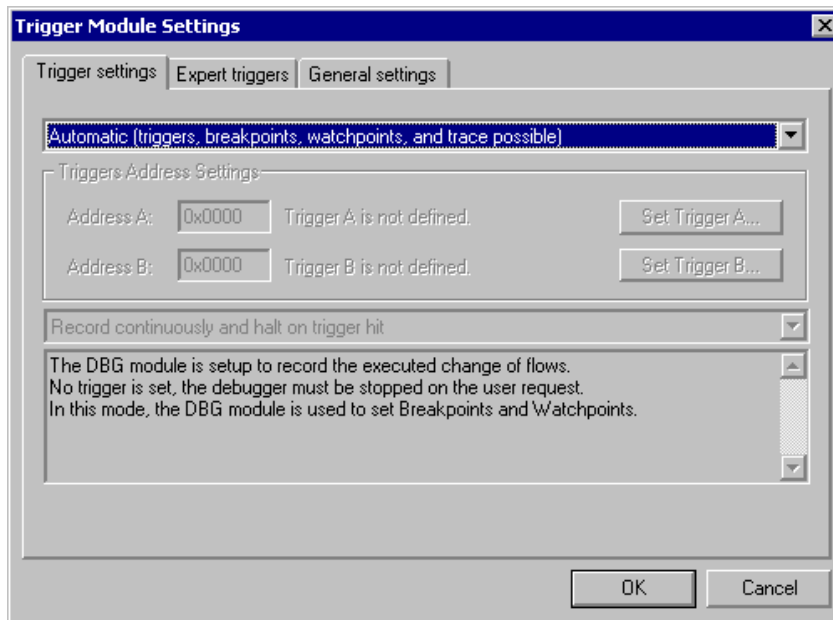 Trigger Module Settings
Trigger settings
Expert triggers
General settings
Automatic (triggers, breakpoints, watchpoints, and trace possible)
Triggers Address Settings
Address A: 0x0000 Trigger A is not defined. Set Trigger A...
Address B: 0x0000 Trigger B is not defined. Set Trigger B...
Record continuously and halt on trigger hit
The DBG module is setup to record the executed change of flows.
No trigger is set, the debugger must be stopped on the user request.
In this mode, the DBG module is used to set Breakpoints and Watchpoints.
OK
Cancel